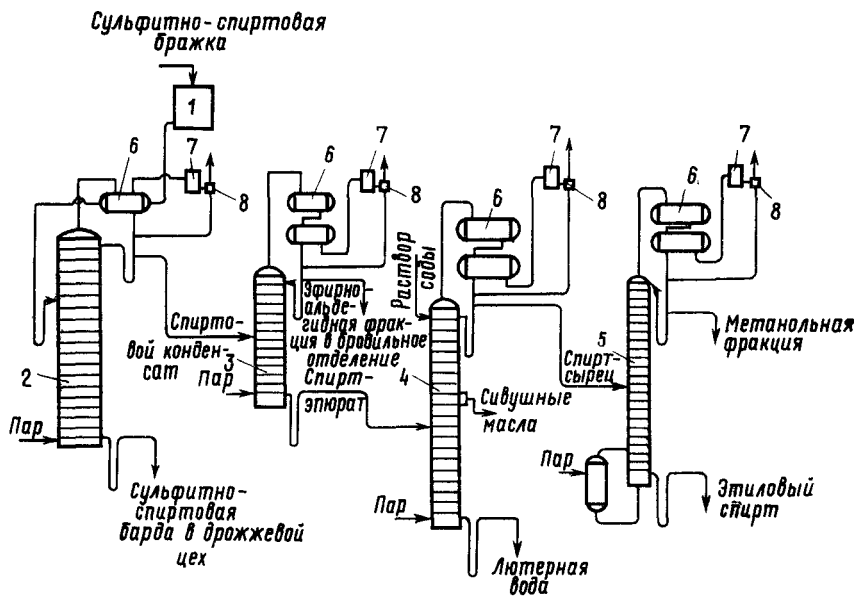 Сульфитно-спиртовая
бражка
1
6
7
8
2
Пар
Сульфитно-
спиртовая
барда в дрожжевой
цех
Спирто-
вой конден-
сат
6
7
8
3
Пар
Эфирно-
альде-
гидная фрак-
ция в бродильное
отделение
Спирт-
эпюрат
Раствор
соды
6
7
8
4
Сивушные
масла
Пар
Лютерная
вода
Спирт-
сырец
6
7
8
5
Метанольная
фракция
Пар
Этиловый
спирт